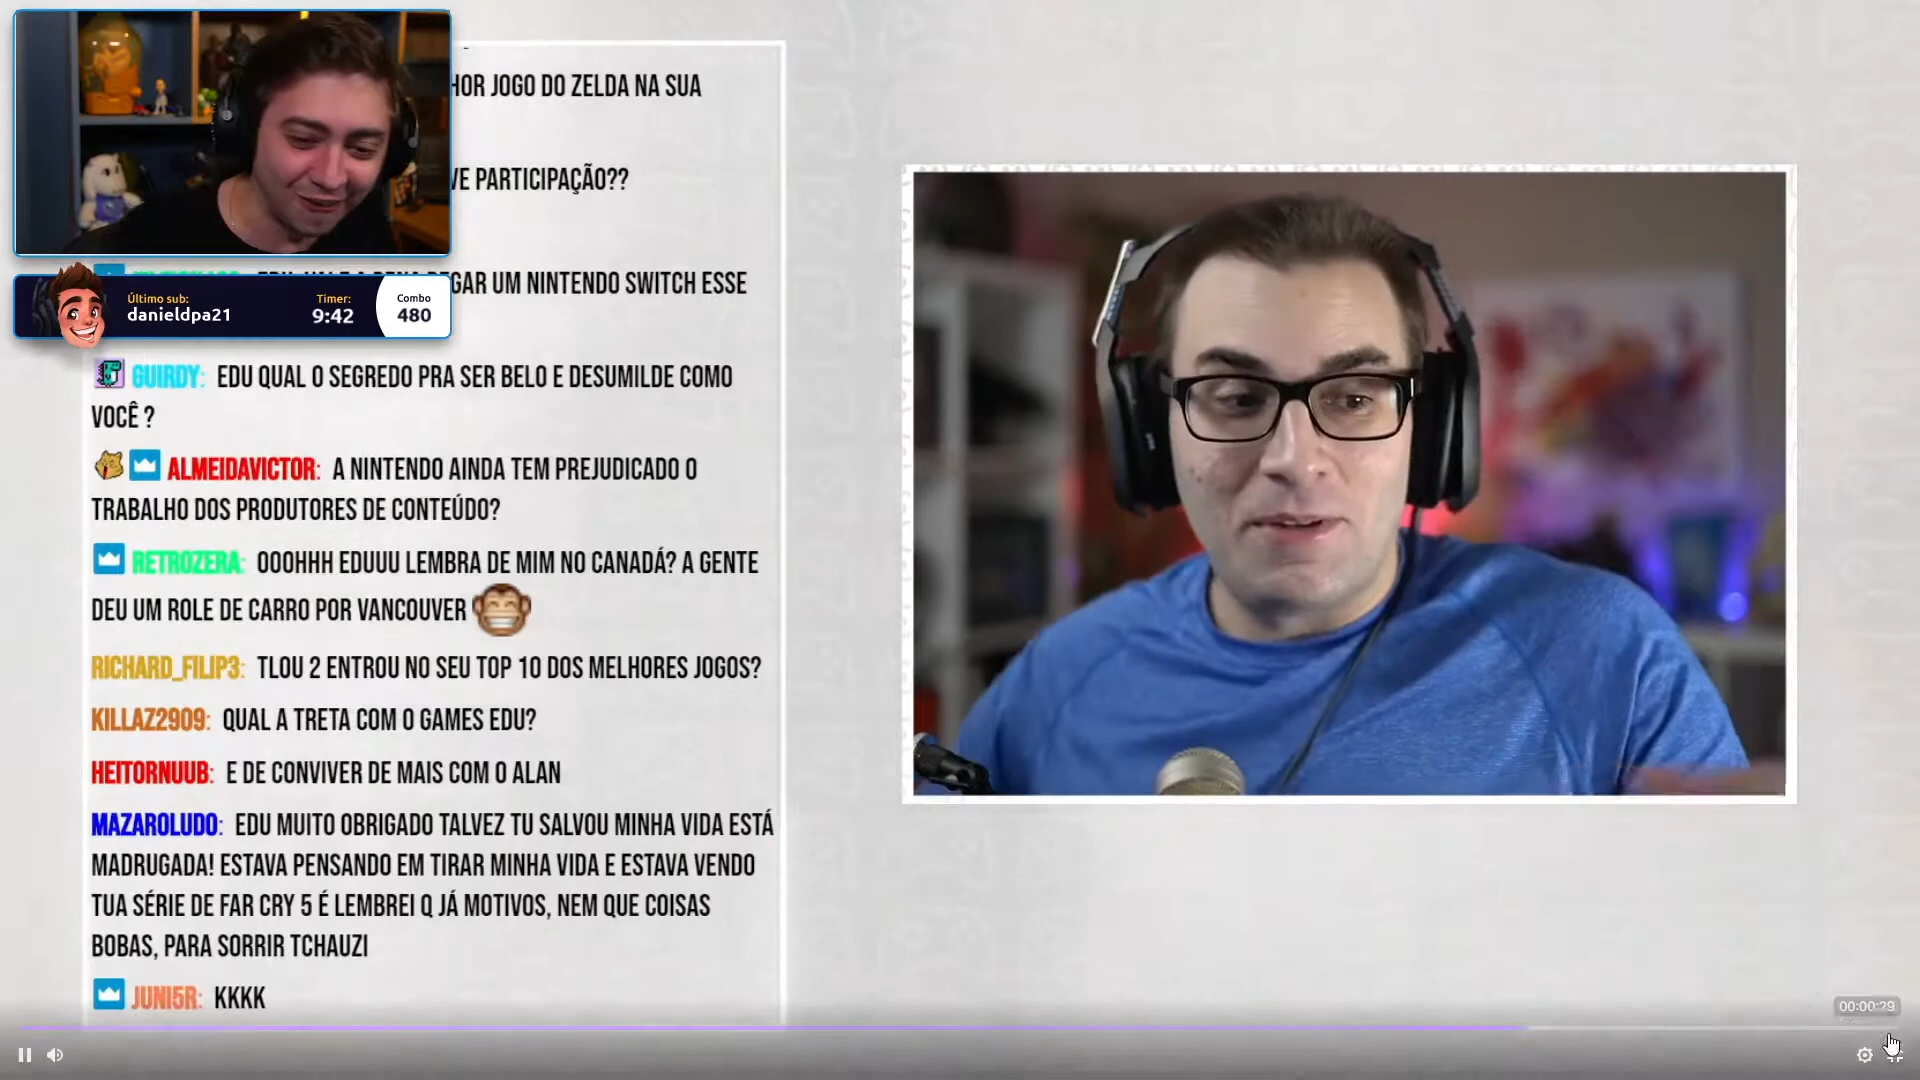 HOR JOGO DO ZELDA NA SUA
VE PARTICIPAÇÃO??
GAR UM NINTENDO SWITCH ESSE
Último sub:
danieldpa21
Timer:
9:42
Combo
480
GUIRDY: EDU QUAL O SEGREDO PRA SER BELO E DESUMILDE COMO
VOCÊ ?
ALMEIDAVICTOR: A NINTENDO AINDA TEM PREJUDICADO O
TRABALHO DOS PRODUTORES DE CONTEÚDO?
RETROZERA: OOOHHH EDUUU LEMBRA DE MIM NO CANADÁ? A GENTE
DEU UM ROLE DE CARRO POR VANCOUVER
RICHARD_FILIP3: TLOU 2 ENTROU NO SEU TOP 10 DOS MELHORES JOGOS?
KILLAZ2909: QUAL A TRETA COM O GAMES EDU?
HEITORNUUB: E DE CONVIVER DE MAIS COM O ALAN
MAZAROLUDO: EDU MUITO OBRIGADO TALVEZ TU SALVOU MINHA VIDA ESTÁ
MADRUGADA! ESTAVA PENSANDO EM TIRAR MINHA VIDA E ESTAVA VENDO
TUA SÉRIE DE FAR CRY 5 É LEMBREI Q JÁ MOTIVOS, NEM QUE COISAS
BOBAS, PARA SORRIR TCHAUZI
JUNI5R: KKKK
00:00:29